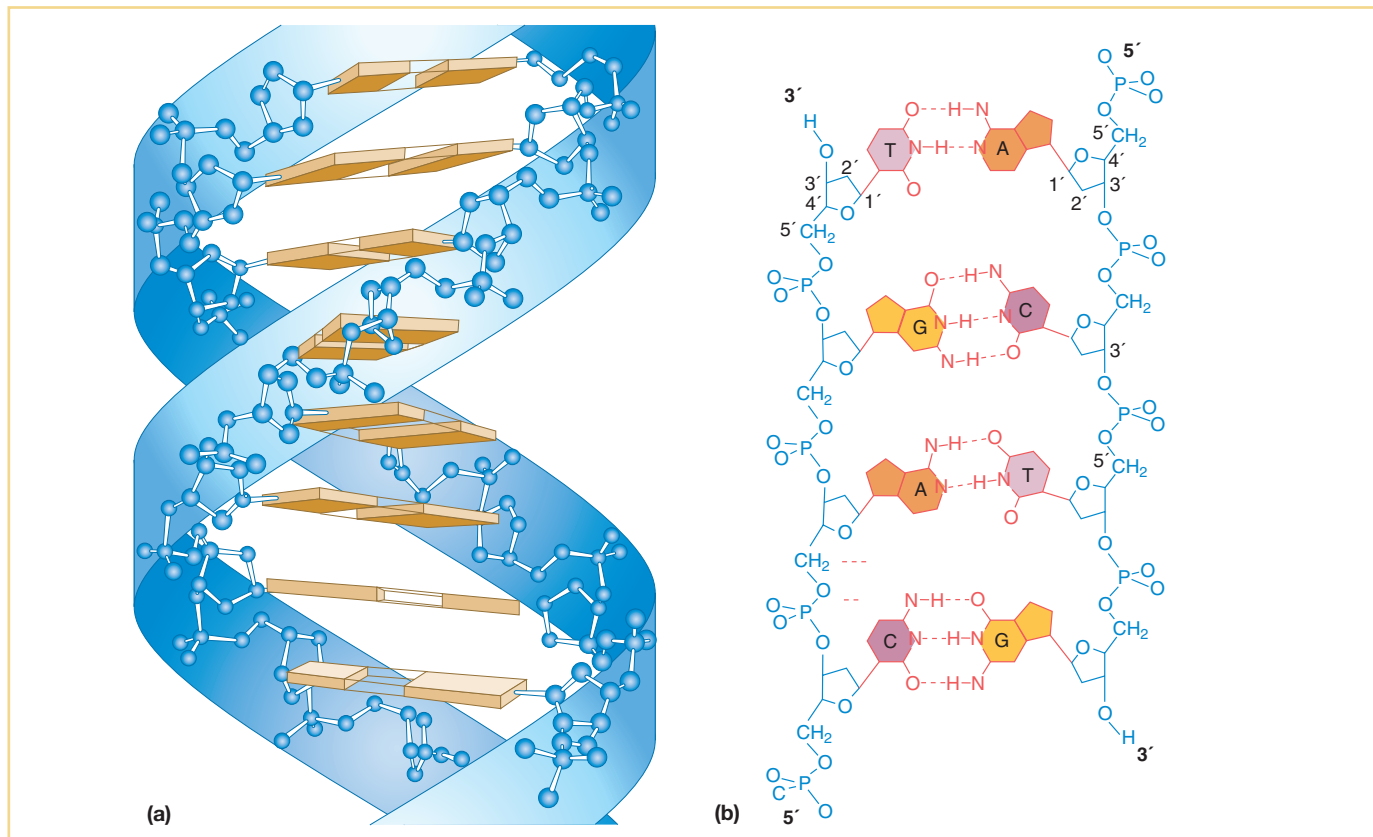 5´
O
P
O
O
O
3´
H
O---H–N
5´
CH2
O
T
N–H---N
A
O
4´
2´
3´
1´
3´
O
4´
O
1´
2´
5´
CH2
O
O
P
O
O
O
O
P
O
O
O
O---H–N
CH2
G
N–H---N
C
O
O
N–H---O
3´
CH2
O
O
P
O
O
O
O
P
O
O
N–H---O
O
5´
CH2
A
N---H–N
T
O
O
O
O
CH2
O
P
O
O
O
P
O
O
O
N–H---O
CH2
C
N---H–N
G
O
O
O---H–N
O
H
3´
CH2
O
O
P
C
O
5´
(a)
(b)